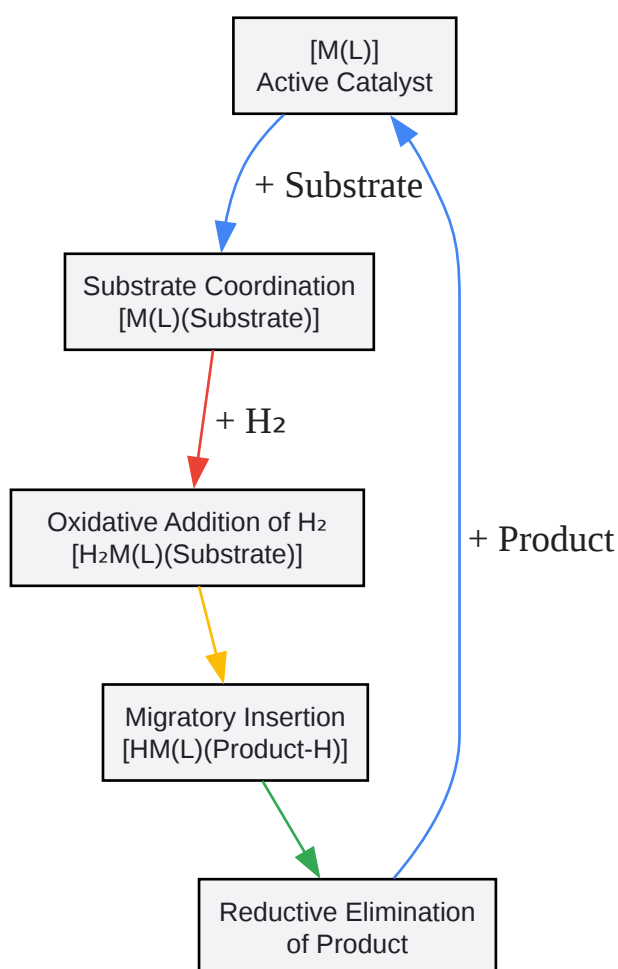 [M(L)]
Active Catalyst
+ Substrate
Substrate Coordination
[M(L)(Substrate)]
+ H₂
Oxidative Addition of H₂
[H₂M(L)(Substrate)]
+ Product
Migratory Insertion
[HM(L)(Product-H)]
Reductive Elimination
of Product